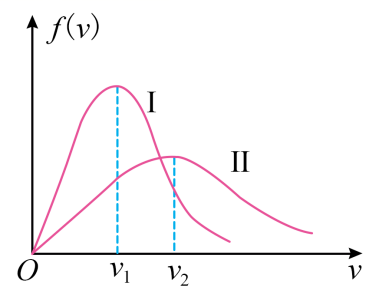 f(v)
I
II
O v₁ v₂ v